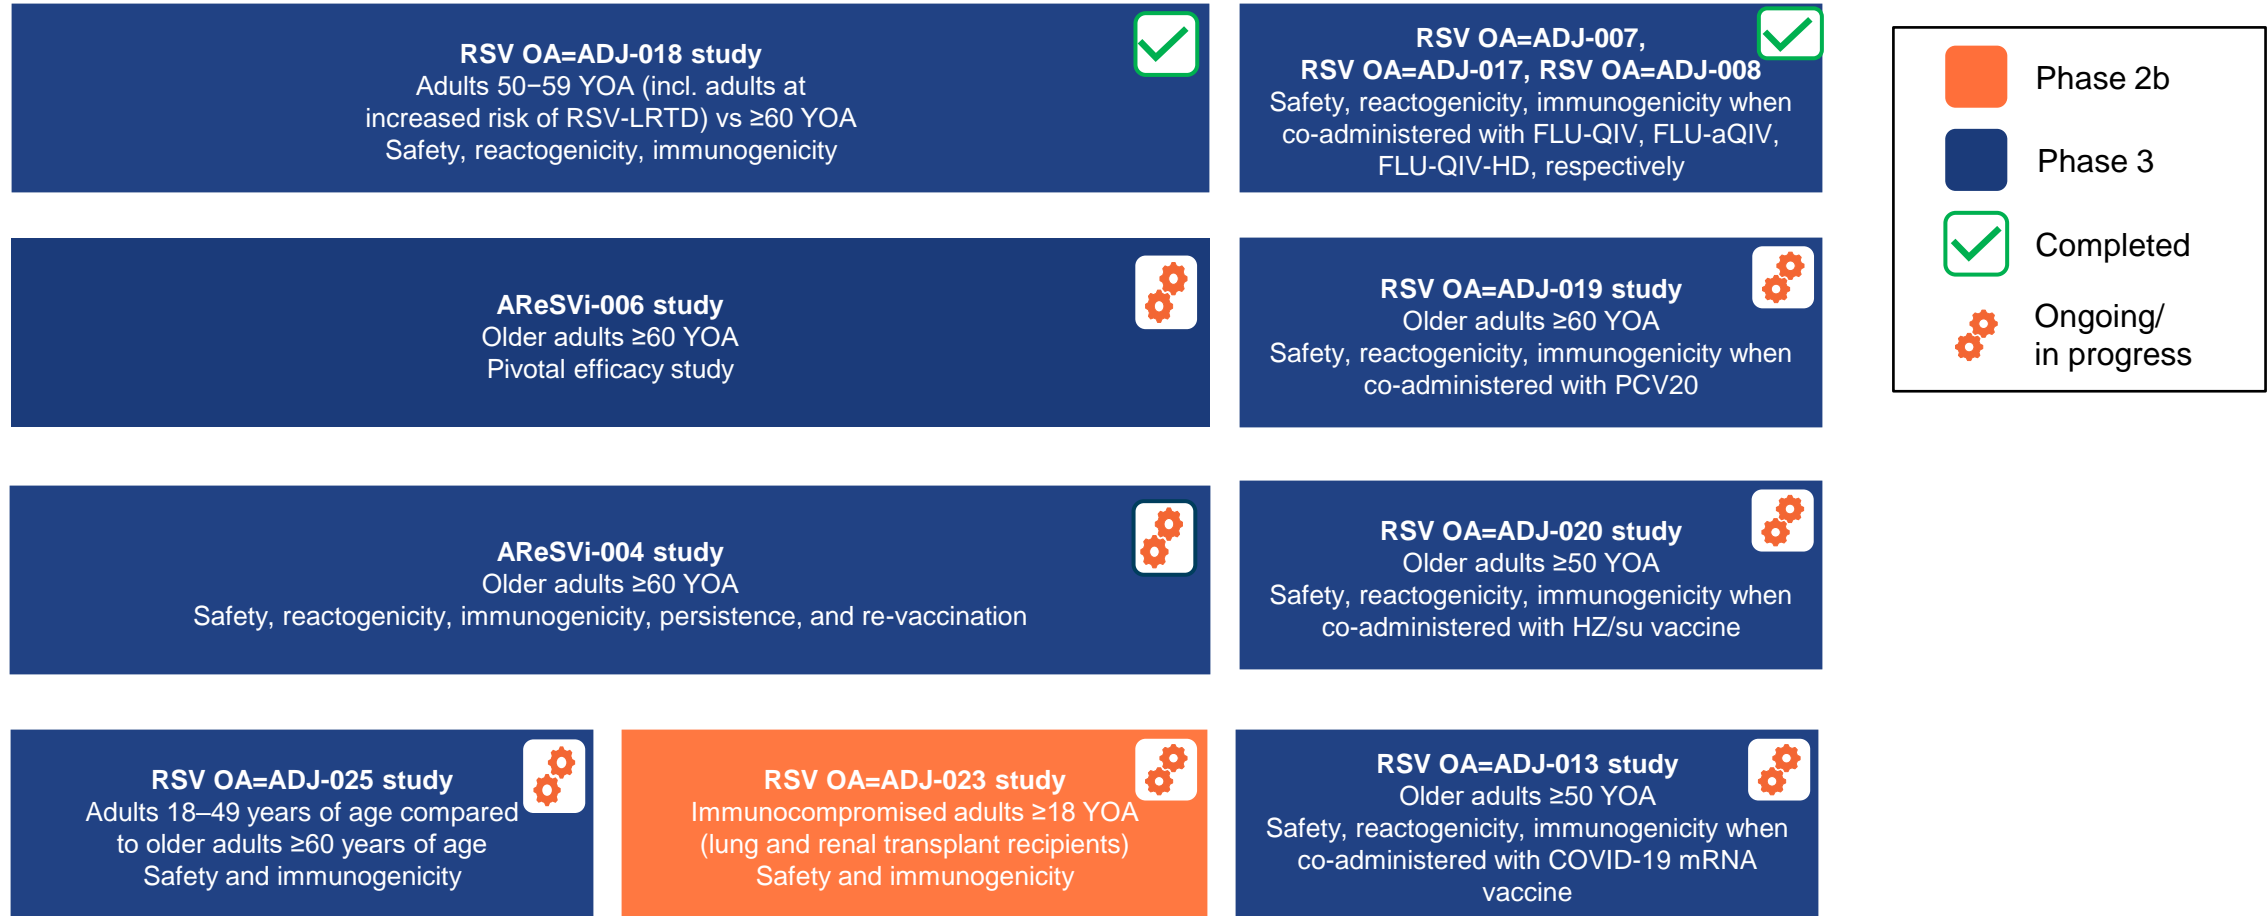 RSV OA=ADJ-018 study
Adults 50−59 YOA (incl. adults at
increased risk of RSV-LRTD) vs ≥60 YOA
Safety, reactogenicity, immunogenicity
RSV OA=ADJ-007,
RSV OA=ADJ-017, RSV OA=ADJ-008
Safety, reactogenicity, immunogenicity when
co-administered with FLU-QIV, FLU-aQIV,
FLU-QIV-HD, respectively
Phase 2b
Phase 3
Completed
Ongoing/
in progress
AReSVi-006 study
Older adults ≥60 YOA
Pivotal efficacy study
RSV OA=ADJ-019 study
Older adults ≥60 YOA
Safety, reactogenicity, immunogenicity when
co-administered with PCV20
AReSVi-004 study
Older adults ≥60 YOA
Safety, reactogenicity, immunogenicity, persistence, and re-vaccination
RSV OA=ADJ-020 study
Older adults ≥50 YOA
Safety, reactogenicity, immunogenicity when
co-administered with HZ/su vaccine
RSV OA=ADJ-025 study
Adults 18–49 years of age compared
to older adults ≥60 years of age
Safety and immunogenicity
RSV OA=ADJ-023 study
Immunocompromised adults ≥18 YOA
(lung and renal transplant recipients)
Safety and immunogenicity
RSV OA=ADJ-013 study
Older adults ≥50 YOA
Safety, reactogenicity, immunogenicity when
co-administered with COVID-19 mRNA
vaccine